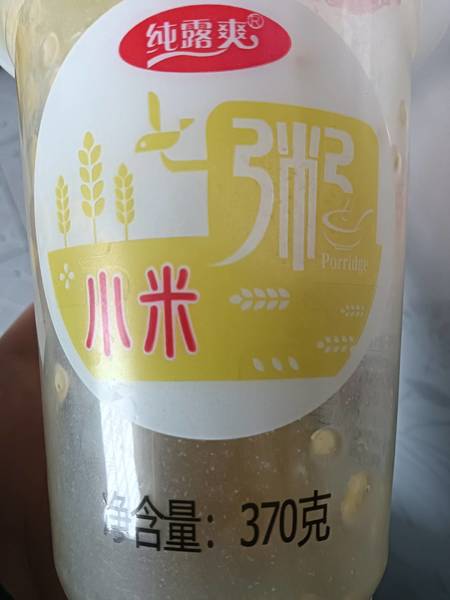 纯露爽®
粥
Porridge
小米
净含量：370克